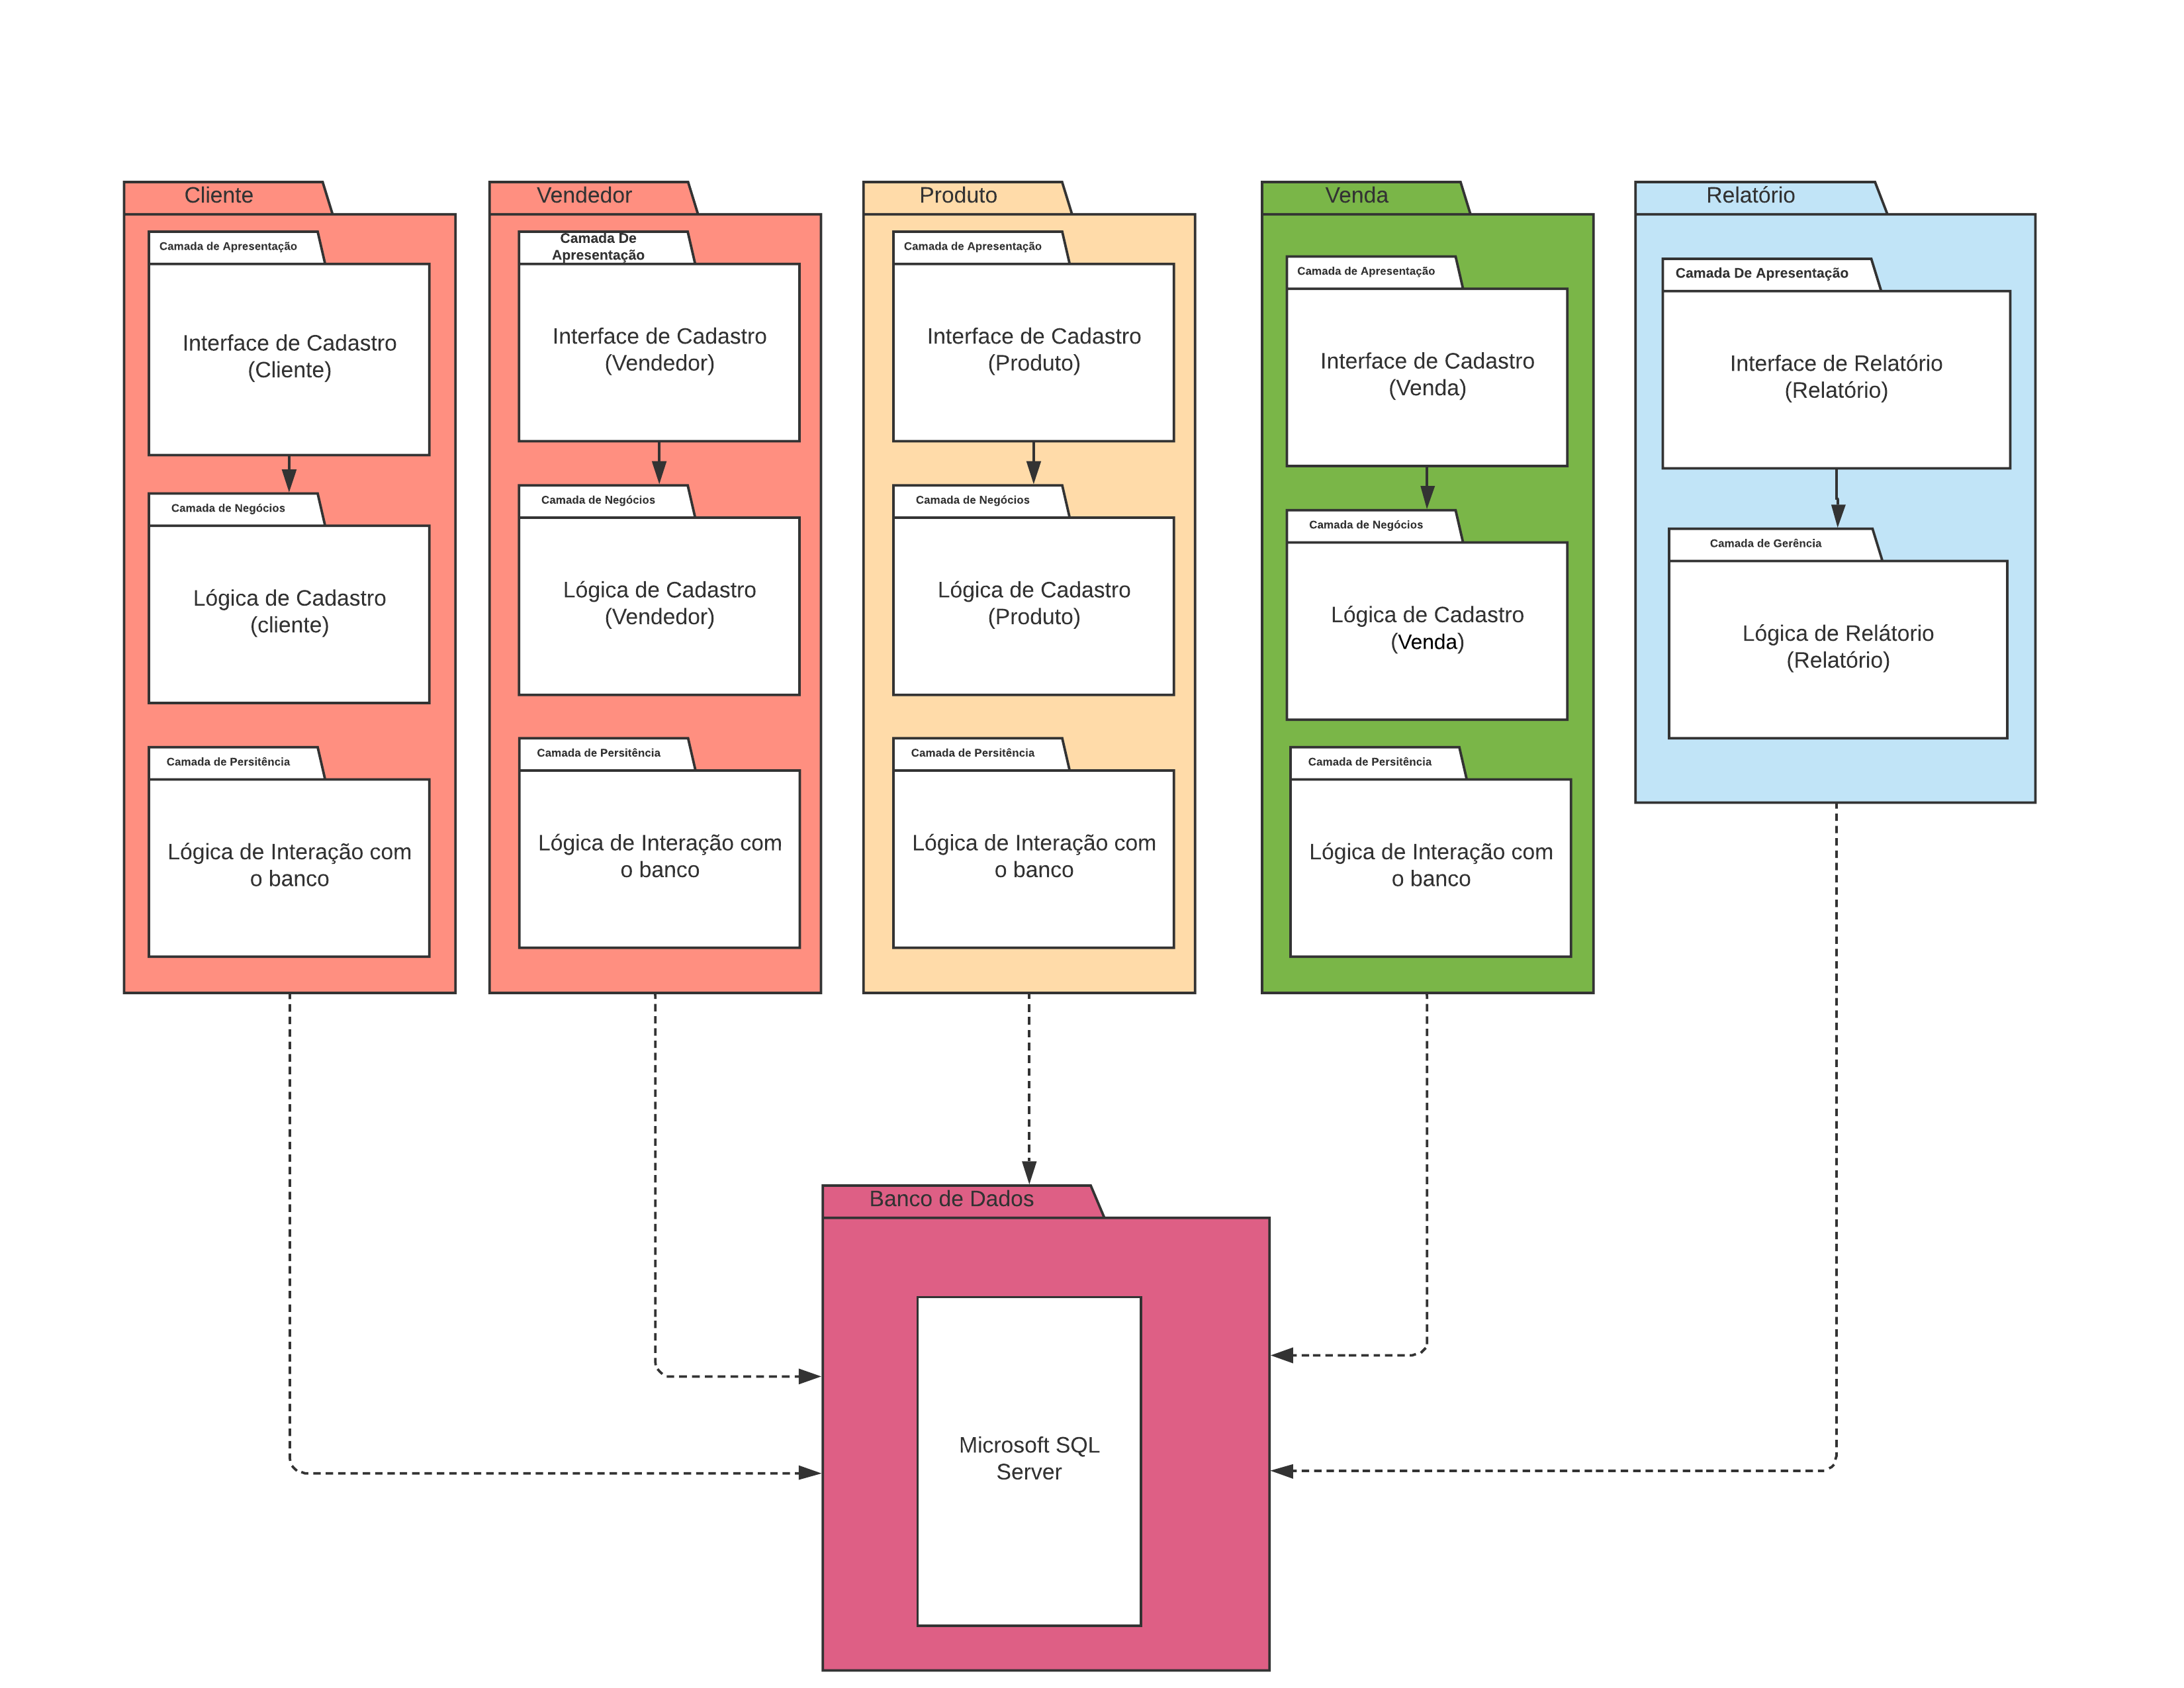 Cliente
Camada de Apresentação
Interface de Cadastro
(Cliente)
Camada de Negócios
Lógica de Cadastro
(cliente)
Camada de Persitência
Lógica de Interação com
o banco
Vendedor
Camada De
Apresentação
Interface de Cadastro
(Vendedor)
Camada de Negócios
Lógica de Cadastro
(Vendedor)
Camada de Persitência
Lógica de Interação com
o banco
Produto
Camada de Apresentação
Interface de Cadastro
(Produto)
Camada de Negócios
Lógica de Cadastro
(Produto)
Camada de Persitência
Lógica de Interação com
o banco
Venda
Camada de Apresentação
Interface de Cadastro
(Venda)
Camada de Negócios
Lógica de Cadastro
(Venda)
Camada de Persitência
Lógica de Interação com
o banco
Relatório
Camada De Apresentação
Interface de Relatório
(Relatório)
Camada de Gerência
Lógica de Relátorio
(Relatório)
Banco de Dados
Microsoft SQL
Server